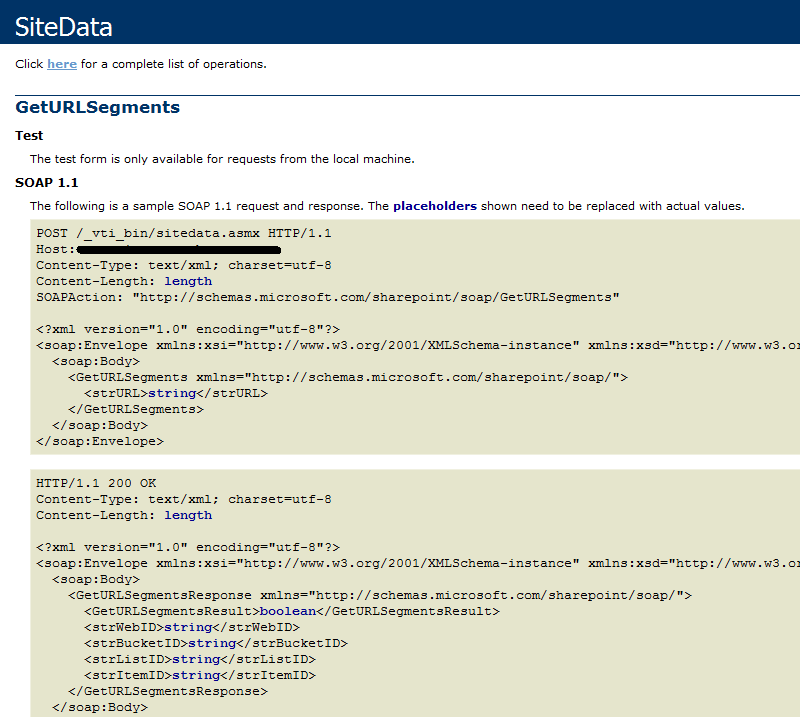 SiteData
Click here for a complete list of operations.
GetURLSegments
Test
The test form is only available for requests from the local machine.
SOAP 1.1
The following is a sample SOAP 1.1 request and response. The placeholders shown need to be replaced with actual values.
POST /_vti_bin/sitedata.asmx HTTP/1.1
Host:
Content-Type: text/xml; charset=utf-8
Content-Length: length
SOAPAction: "http://schemas.microsoft.com/sharepoint/soap/GetURLSegments"
<?xml version="1.0" encoding="utf-8"?>
<soap:Envelope xmlns:xsi="http://www.w3.org/2001/XMLSchema-instance" xmlns:xsd="http://www.w3.o
<soap:Body>
<GetURLSegments xmlns="http://schemas.microsoft.com/sharepoint/soap/">
<strURL>string</strURL>
</GetURLSegments>
</soap:Body>
</soap:Envelope>
HTTP/1.1 200 OK
Content-Type: text/xml; charset=utf-8
Content-Length: length
<?xml version="1.0" encoding="utf-8"?>
<soap:Envelope xmlns:xsi="http://www.w3.org/2001/XMLSchema-instance" xmlns:xsd="http://www.w3.o
<soap:Body>
<GetURLSegmentsResponse xmlns="http://schemas.microsoft.com/sharepoint/soap/">
<GetURLSegmentsResult>boolean</GetURLSegmentsResult>
<strWebID>string</strWebID>
<strBucketID>string</strBucketID>
<strListID>string</strListID>
<strItemID>string</strItemID>
</GetURLSegmentsResponse>
</soap:Body>